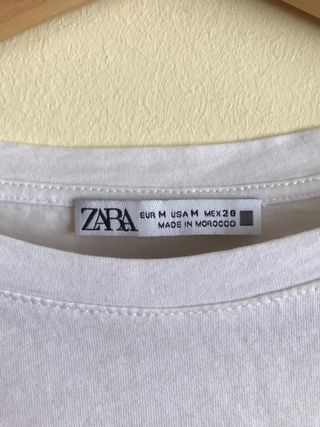 ZARA
EUR M USA M MEX 28
MADE IN MOROCCO